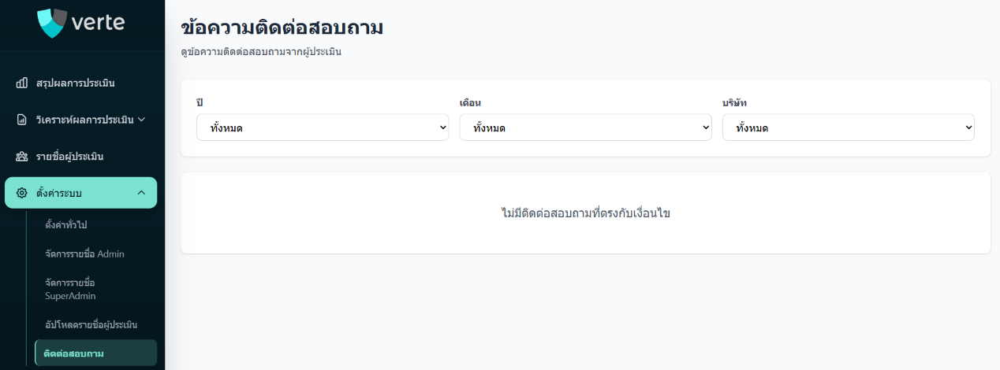 verte
สรุปผลการประเมิน
วิเคราะห์ผลการประเมิน
รายชื่อผู้ประเมิน
ตั้งค่าระบบ
ตั้งค่าทั่วไป
จัดการรายชื่อ Admin
จัดการรายชื่อ
SuperAdmin
อัปโหลดรายชื่อผู้ประเมิน
ติดต่อสอบถาม
ข้อความติดต่อสอบถาม
ดูข้อความติดต่อสอบถามจากผู้ประเมิน
ปี เดือน บริษัท
ทั้งหมด ทั้งหมด ทั้งหมด
ไม่มีติดต่อสอบถามที่ตรงกับเงื่อนไข